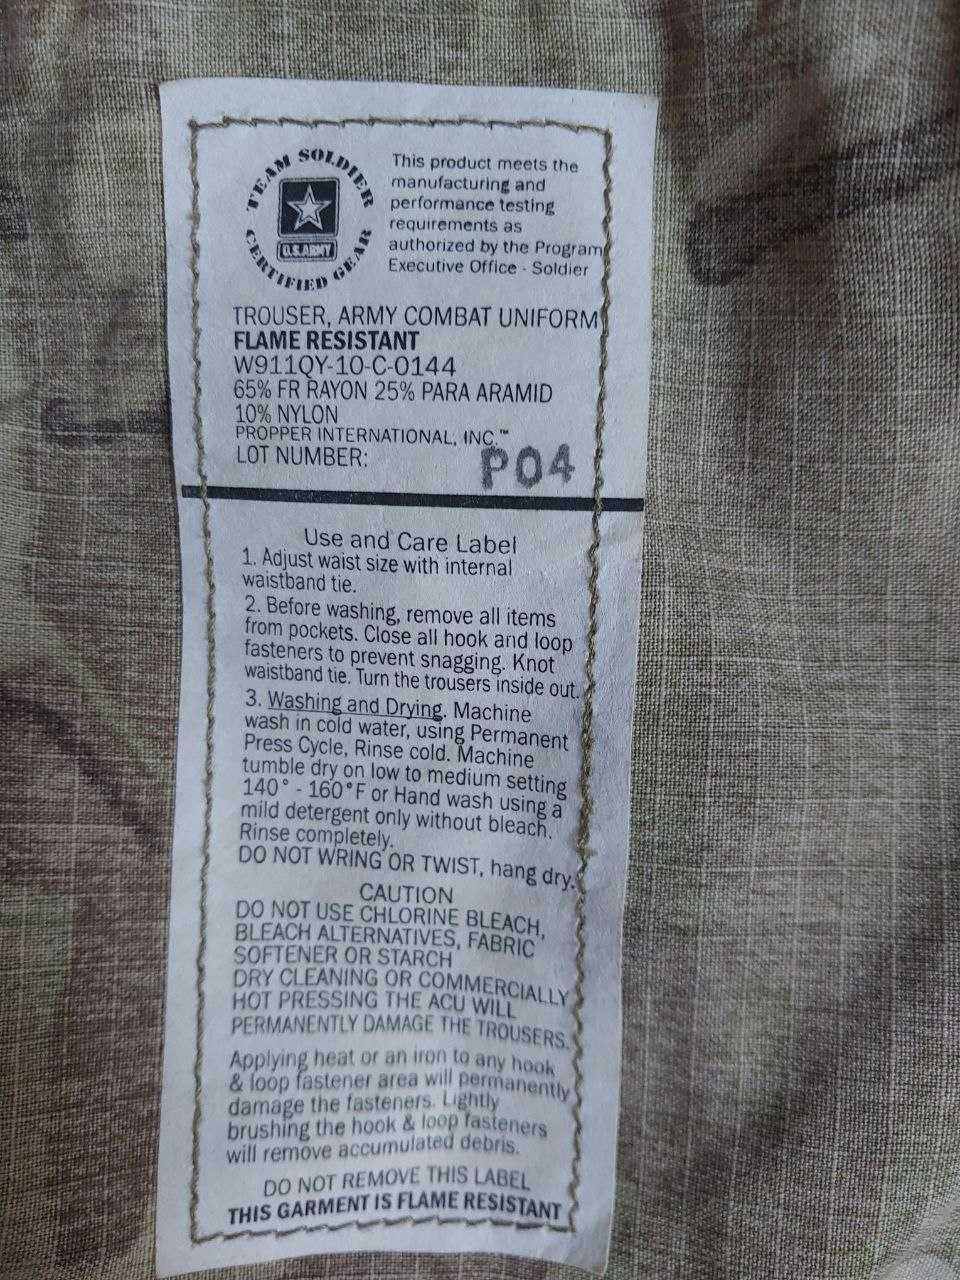 TEAM SOLDIER
U.S.ARMY
CERTIFIED GEAR
This product meets the
manufacturing and
performance testing
requirements as
authorized by the Program
Executive Office - Soldier
TROUSER, ARMY COMBAT UNIFORM
FLAME RESISTANT
W911QY-10-C-0144
65% FR RAYON 25% PARA ARAMID
10% NYLON
PROPPER INTERNATIONAL, INC.™
LOT NUMBER: P04
Use and Care Label
1. Adjust waist size with internal
waistband tie.
2. Before washing, remove all items
from pockets. Close all hook and loop
fasteners to prevent snagging. Knot
waistband tie. Turn the trousers inside out.
3. Washing and Drying. Machine
wash in cold water, using Permanent
Press Cycle, Rinse cold. Machine
tumble dry on low to medium setting
140° - 160°F or Hand wash using a
mild detergent only without bleach.
Rinse completely.
DO NOT WRING OR TWIST, hang dry.
CAUTION
DO NOT USE CHLORINE BLEACH,
BLEACH ALTERNATIVES, FABRIC
SOFTENER OR STARCH
DRY CLEANING OR COMMERCIALLY
HOT PRESSING THE ACU WILL
PERMANENTLY DAMAGE THE TROUSERS.
Applying heat or an iron to any hook
& loop fastener area will permanently
damage the fasteners. Lightly
brushing the hook & loop fasteners
will remove accumulated debris.
DO NOT REMOVE THIS LABEL
THIS GARMENT IS FLAME RESISTANT